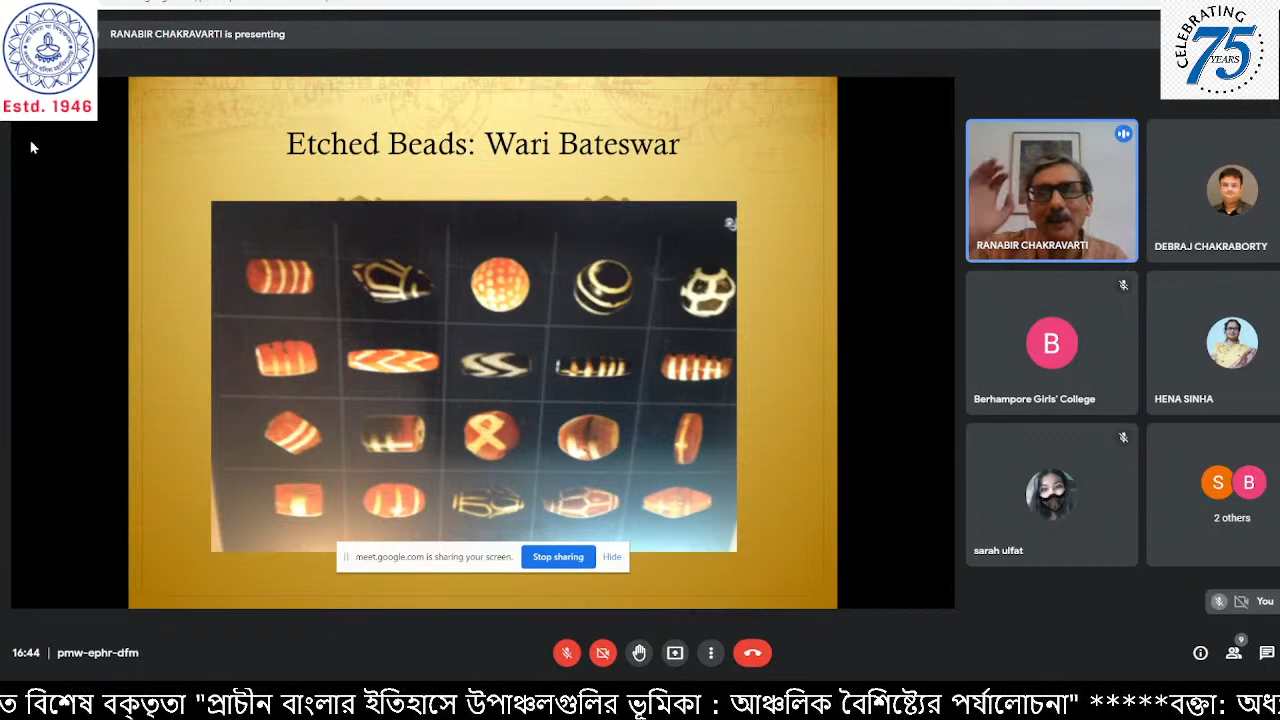 RANABIR CHAKRAVARTI is presenting
Estd. 1946
CELEBRATING
75
YEARS
Etched Beads: Wari Bateswar
RANABIR CHAKRAVARTI
DEBRAJ CHAKRABORTY
B
Berhampore Girls' College
HENA SINHA
sarah ulfat
S B
2 others
meet.google.com is sharing your screen.
Stop sharing
Hide
You
16:44 | pmw-ephr-dfm
9
ত বিশেষ বক্তৃতা "প্রাচীন বাংলার ইতিহাসে উপাঞ্চলগুলির ভূমিকা : আঞ্চলিক বৈশিষ্ট্যের পর্যালোচনা" *****বক্তা: অধ্য